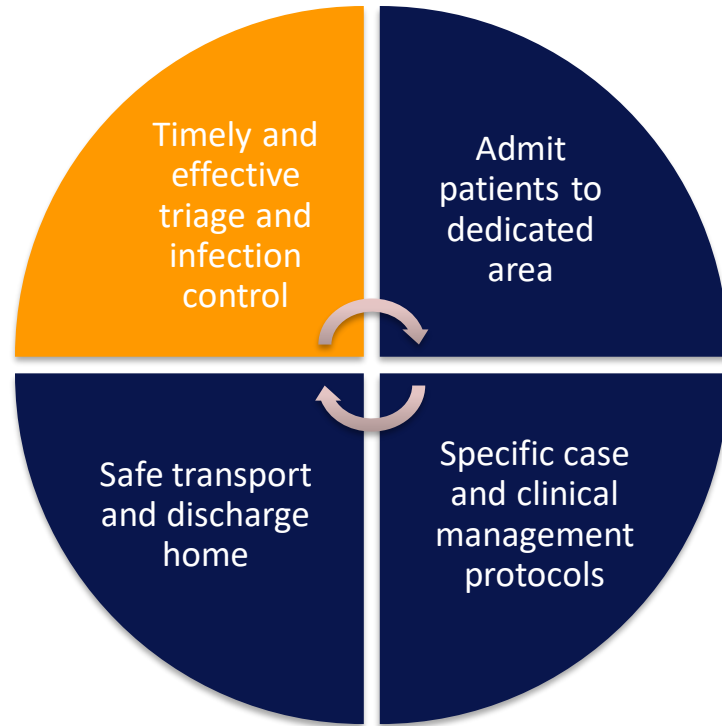 Timely and
effective
triage and
infection
control
Admit
patients to
dedicated
area
Specific case
and clinical
management
protocols
Safe transport
and discharge
home